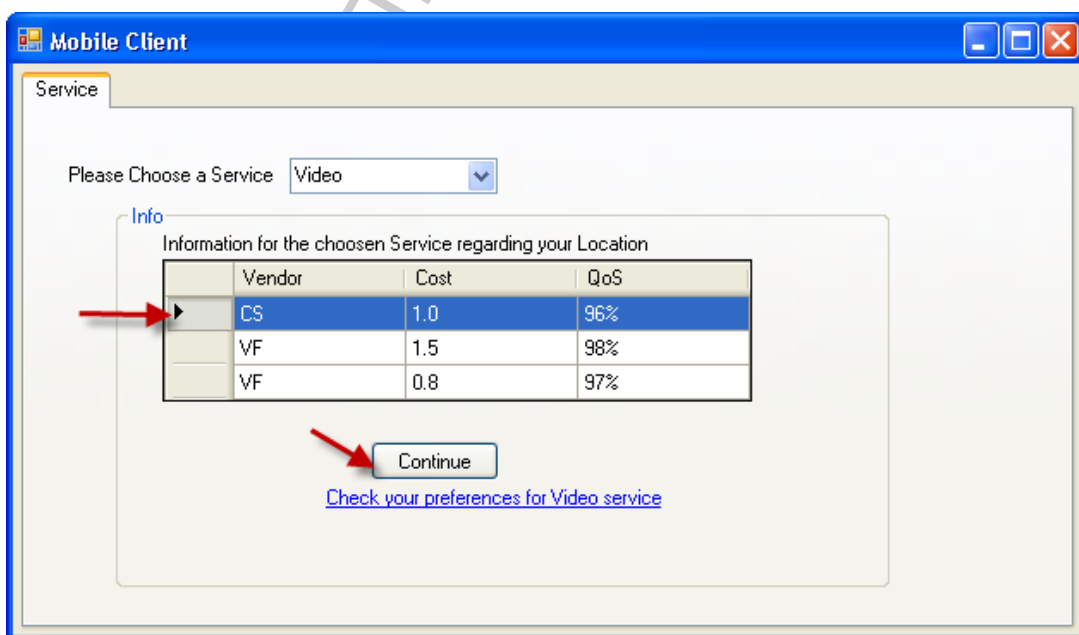 Mobile Client
Service
Please Choose a Service Video
Info
Information for the choosen Service regarding your Location
Vendor Cost QoS
CS 1.0 96%
VF 1.5 98%
VF 0.8 97%
Continue
Check your preferences for Video service